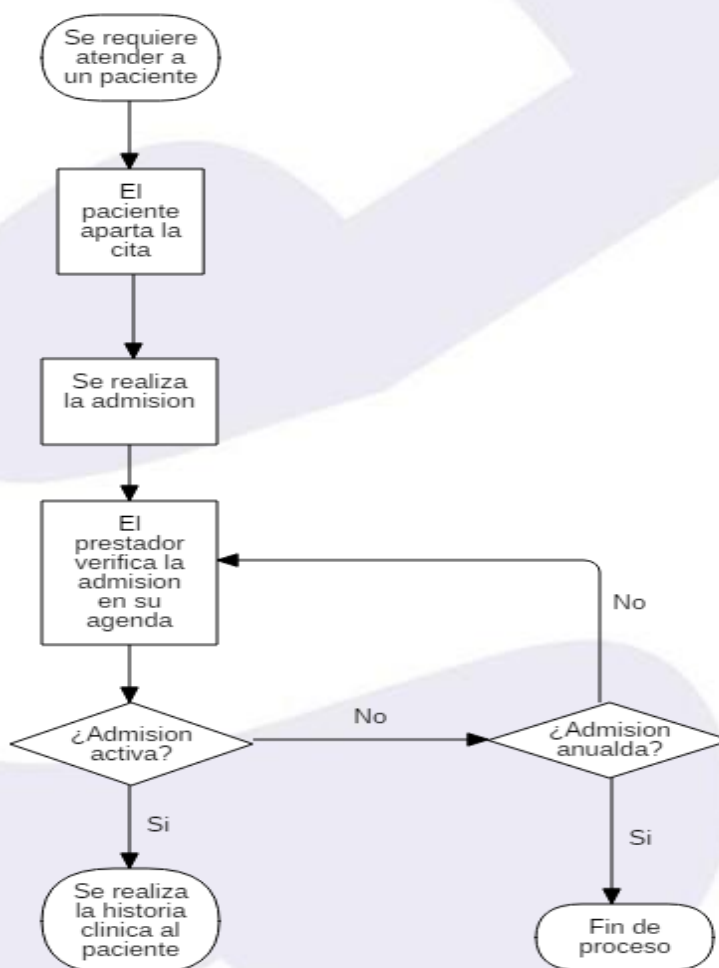 Se requiere
atender a
un paciente
El
paciente
aparta la
cita
Se realiza
la admision
El
prestador
verifica la
admision
en su
agenda
No
¿Admision
activa?
No
¿Admision
anualda?
Si
Si
Se realiza
la historia
clinica al
paciente
Fin de
proceso